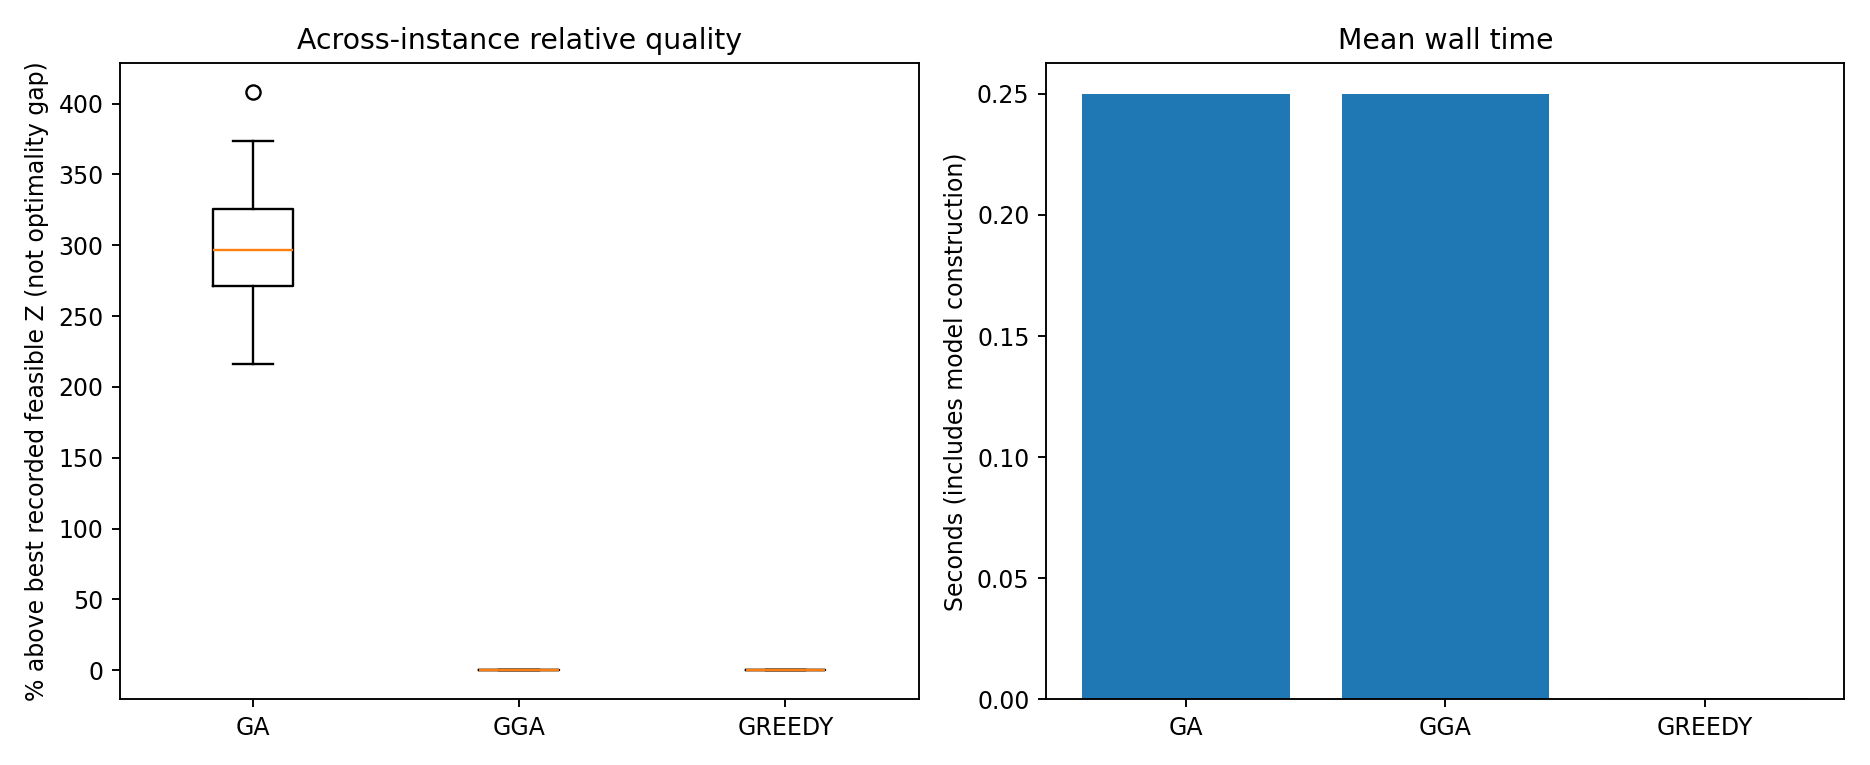 Across-instance relative quality
% above best recorded feasible Z (not optimality gap)
400
350
300
250
200
150
100
50
0
GA
GGA
GREEDY
Mean wall time
Seconds (includes model construction)
0.25
0.20
0.15
0.10
0.05
0.00
GA
GGA
GREEDY